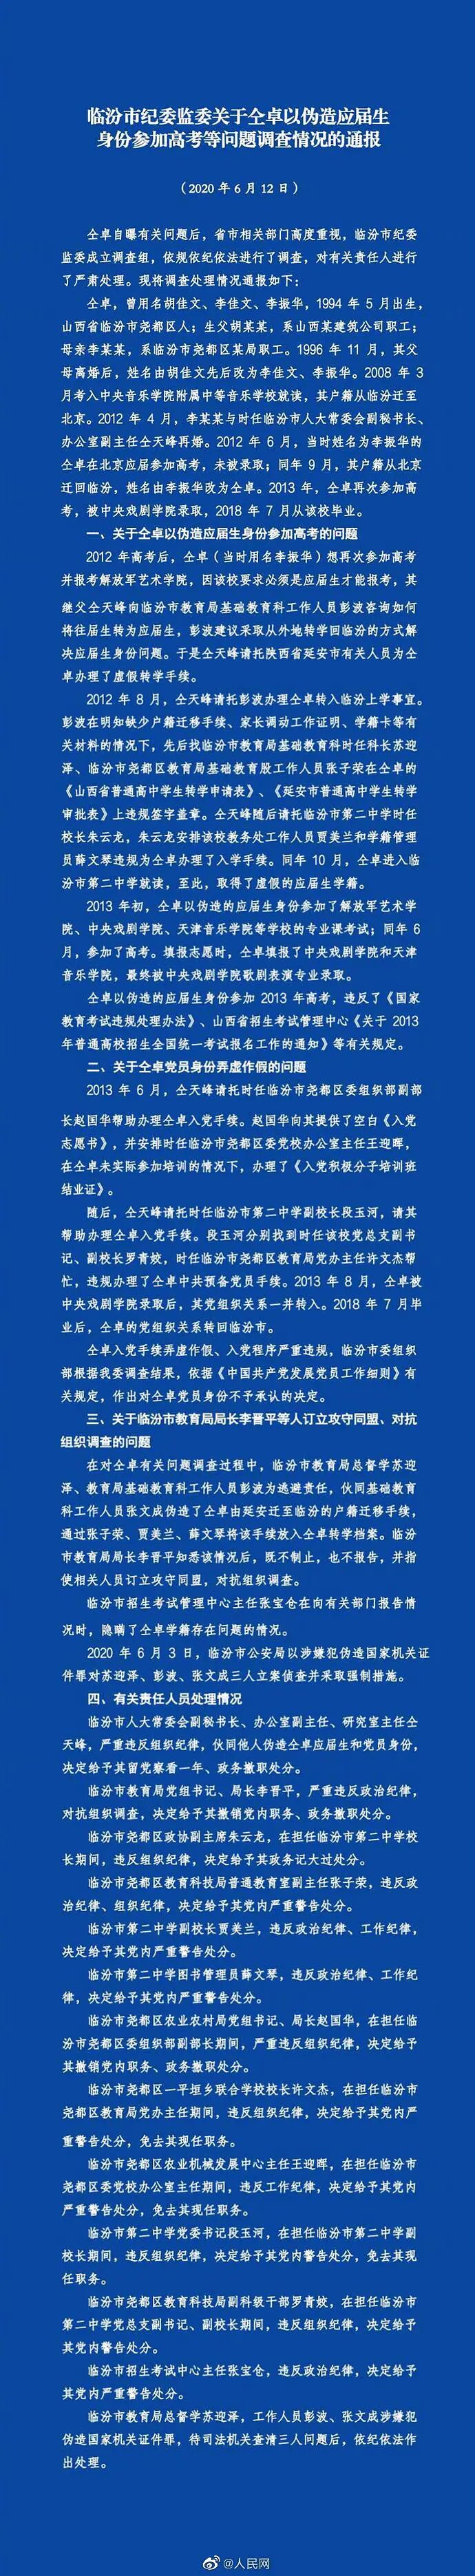 临汾市纪委监委关于仝卓以伪造应届生
身份参加高考等问题调查情况的通报
（2020 年 6 月 12 日）
仝卓自曝有关问题后，省市相关部门高度重视，临汾市纪委
监委成立调查组，依规依纪依法进行了调查，对有关责任人进行
了严肃处理。现将调查处理情况通报如下：
仝卓，曾用名胡佳文、李佳文、李振华，1994 年 5 月出生，
山西省临汾市尧都区人；生父胡某某，系山西某建筑公司职工；
母亲李某某，系临汾市尧都区某局职工。1996 年 11 月，其父
母离婚后，姓名由胡佳文先后改为李佳文、李振华。2008 年 3
月考入中央音乐学院附属中等音乐学校就读，其户籍从临汾迁至
北京。2012 年 4 月，李某某与时任临汾市人大常委会副秘书长、
办公室副主任仝天峰再婚。2012 年 6 月，当时姓名为李振华的
仝卓在北京应届参加高考，未被录取；同年 9 月，其户籍从北京
迁回临汾，姓名由李振华改为仝卓。2013 年，仝卓再次参加高
考，被中央戏剧学院录取，2018 年 7 月从该校毕业。
一、关于仝卓以伪造应届生身份参加高考的问题
2012 年高考后，仝卓（当时用名李振华）想再次参加高考
并报考解放军艺术学院，因该校要求必须是应届生才能报考，其
继父仝天峰向临汾市教育局基础教育科工作人员彭波咨询如何
将往届生转为应届生，彭波建议采取从外地转学回临汾的方式解
决应届生身份问题。于是仝天峰请托陕西省延安市有关人员为仝
卓办理了虚假转学手续。
2012 年 8 月，仝天峰请托彭波办理仝卓转入临汾上学事宜。
彭波在明知缺少户籍迁移手续、家长调动工作证明、学籍卡等有
关材料的情况下，先后找临汾市教育局基础教育科时任科长苏迎
泽、临汾市尧都区教育局基础教育股工作人员张子荣在仝卓的
《山西省普通高中学生转学申请表》、《延安市普通高中学生转学
审批表》上违规签字盖章。仝天峰随后请托临汾市第二中学时任
校长朱云龙，朱云龙安排该校教务处工作人员贾美兰和学籍管理
员薛文琴违规为仝卓办理了入学手续。同年 10 月，仝卓进入临
汾市第二中学就读，至此，取得了虚假的应届生学籍。
2013 年初，仝卓以伪造的应届生身份参加了解放军艺术学
院、中央戏剧学院、天津音乐学院等学校的专业课考试；同年 6
月，参加了高考。填报志愿时，仝卓填报了中央戏剧学院和天津
音乐学院，最终被中央戏剧学院歌剧表演专业录取。
仝卓以伪造的应届生身份参加 2013 年高考，违反了《国家
教育考试违规处理办法》、山西省招生考试管理中心《关于 2013
年普通高校招生全国统一考试报名工作的通知》等有关规定。
二、关于仝卓党员身份弄虚作假的问题
2013 年 6 月，仝天峰请托时任临汾市尧都区委组织部副部
长赵国华帮助办理仝卓入党手续。赵国华向其提供了空白《入党
志愿书》，并安排时任临汾市尧都区委党校办公室主任王迎晖，
在仝卓未实际参加培训的情况下，办理了《入党积极分子培训班
结业证》。
随后，仝天峰请托时任临汾市第二中学副校长段玉河，请其
帮助办理仝卓入党手续。段玉河分别找到时任该校党总支副书
记、副校长罗青姣，时任临汾市尧都区教育局党办主任许文杰帮
忙，违规办理了仝卓中共预备党员手续。2013 年 8 月，仝卓被
中央戏剧学院录取后，其党组织关系一并转入。2018 年 7 月毕
业后，仝卓的党组织关系转回临汾市。
仝卓入党手续弄虚作假、入党程序严重违规，临汾市委组织
部根据我委调查结果，依据《中国共产党发展党员工作细则》有
关规定，作出对仝卓党员身份不予承认的决定。
三、关于临汾市教育局局长李晋平等人订立攻守同盟、对抗
组织调查的问题
在对仝卓有关问题调查过程中，临汾市教育局总督学苏迎
泽、教育局基础教育科工作人员彭波为逃避责任，伙同基础教育
科工作人员张文成伪造了仝卓由延安迁至临汾的户籍迁移手续，
通过张子荣、贾美兰、薛文琴将该手续放入仝卓转学档案。临汾
市教育局局长李晋平知悉该情况后，既不制止，也不报告，并指
使相关人员订立攻守同盟，对抗组织调查。
临汾市招生考试管理中心主任张宝仓在向有关部门报告情
况时，隐瞒了仝卓学籍存在问题的情况。
2020 年 6 月 3 日，临汾市公安局以涉嫌犯伪造国家机关证
件罪对苏迎泽、彭波、张文成三人立案侦查并采取强制措施。
四、有关责任人员处理情况
临汾市人大常委会副秘书长、办公室副主任、研究室主任仝
天峰，严重违反组织纪律，伙同他人伪造仝卓应届生和党员身份，
决定给予其留党察看一年、政务撤职处分。
临汾市教育局党组书记、局长李晋平，严重违反政治纪律，
对抗组织调查，决定给予其撤销党内职务、政务撤职处分。
临汾市尧都区政协副主席朱云龙，在担任临汾市第二中学校
长期间，违反组织纪律，决定给予其政务记大过处分。
临汾市尧都区教育科技局普通教育室副主任张子荣，违反政
治纪律、组织纪律，决定给予其党内严重警告处分。
临汾市第二中学副校长贾美兰，违反政治纪律、工作纪律，
决定给予其党内严重警告处分。
临汾市第二中学图书管理员薛文琴，违反政治纪律、工作纪
律，决定给予其党内严重警告处分。
临汾市尧都区农业农村局党组书记、局长赵国华，在担任临
汾市尧都区委组织部副部长期间，严重违反组织纪律，决定给予
其撤销党内职务、政务撤职处分。
临汾市尧都区一平垣乡联合学校校长许文杰，在担任临汾市
尧都区教育局党办主任期间，违反组织纪律，决定给予其党内严
重警告处分，免去其现任职务。
临汾市尧都区农业机械发展中心主任王迎晖，在担任临汾市
尧都区委党校办公室主任期间，违反工作纪律，决定给予其党内
严重警告处分，免去其现任职务。
临汾市第二中学党委书记段玉河，在担任临汾市第二中学副
校长期间，违反组织纪律，决定给予其党内警告处分，免去其现
任职务。
临汾市尧都区教育科技局副科级干部罗青姣，在担任临汾市
第二中学党总支副书记、副校长期间，违反组织纪律，决定给予
其党内警告处分。
临汾市招生考试中心主任张宝仓，违反政治纪律，决定给予
其党内严重警告处分。
临汾市教育局总督学苏迎泽，工作人员彭波、张文成涉嫌犯
伪造国家机关证件罪，待司法机关查清三人问题后，依纪依法作
出处理。
@人民网